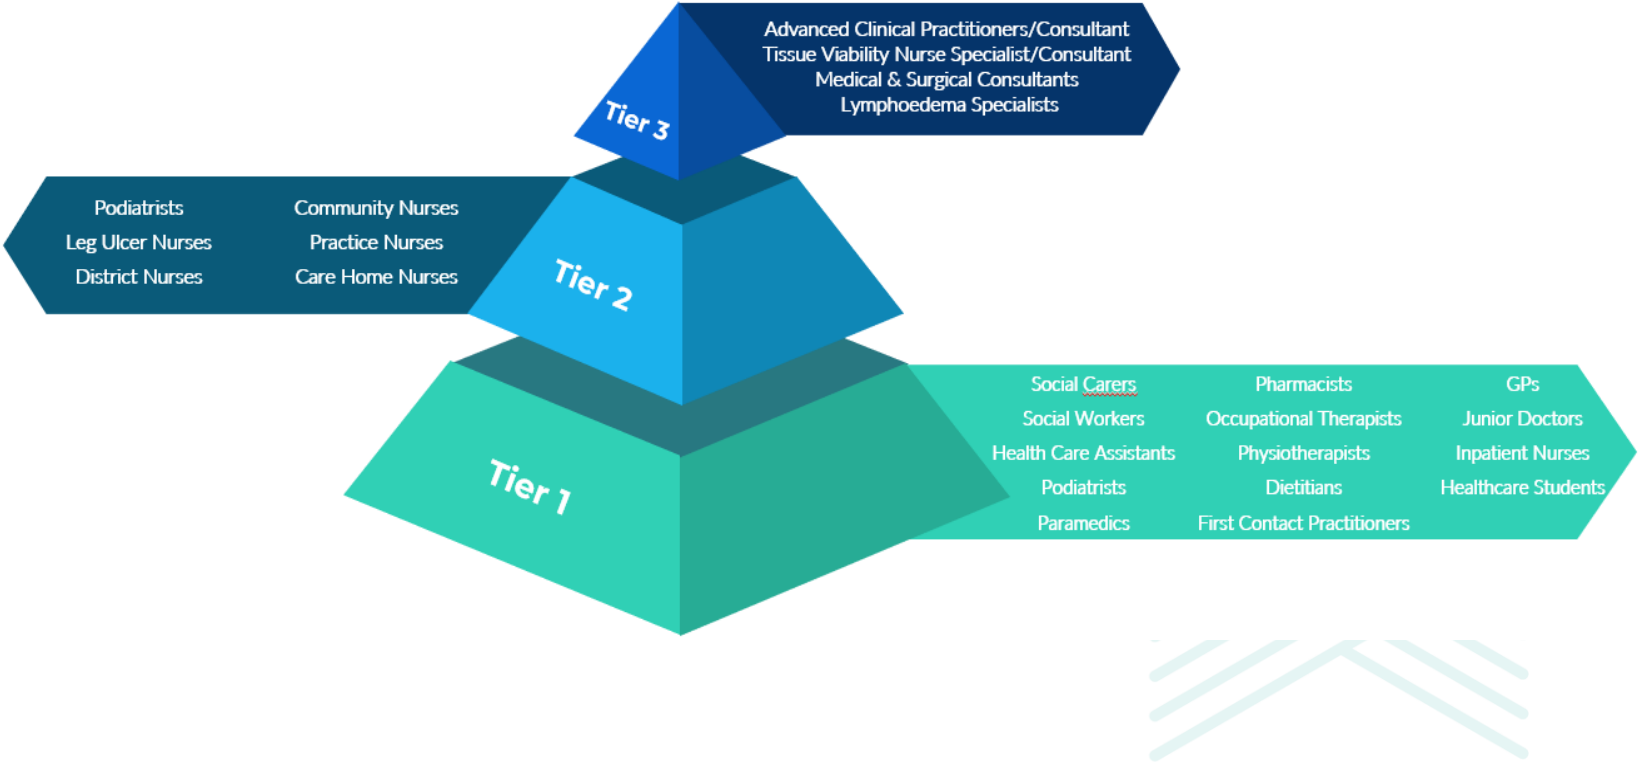 Advanced Clinical Practitioners/Consultant
Tissue Viability Nurse Specialist/Consultant
Medical & Surgical Consultants
Lymphoedema Specialists
Tier 3
Podiatrists
Leg Ulcer Nurses
District Nurses
Community Nurses
Practice Nurses
Care Home Nurses
Tier 2
Social Carers
Social Workers
Health Care Assistants
Podiatrists
Paramedics
Pharmacists
Occupational Therapists
Physiotherapists
Dietitians
First Contact Practitioners
GPs
Junior Doctors
Inpatient Nurses
Healthcare Students
Tier 1